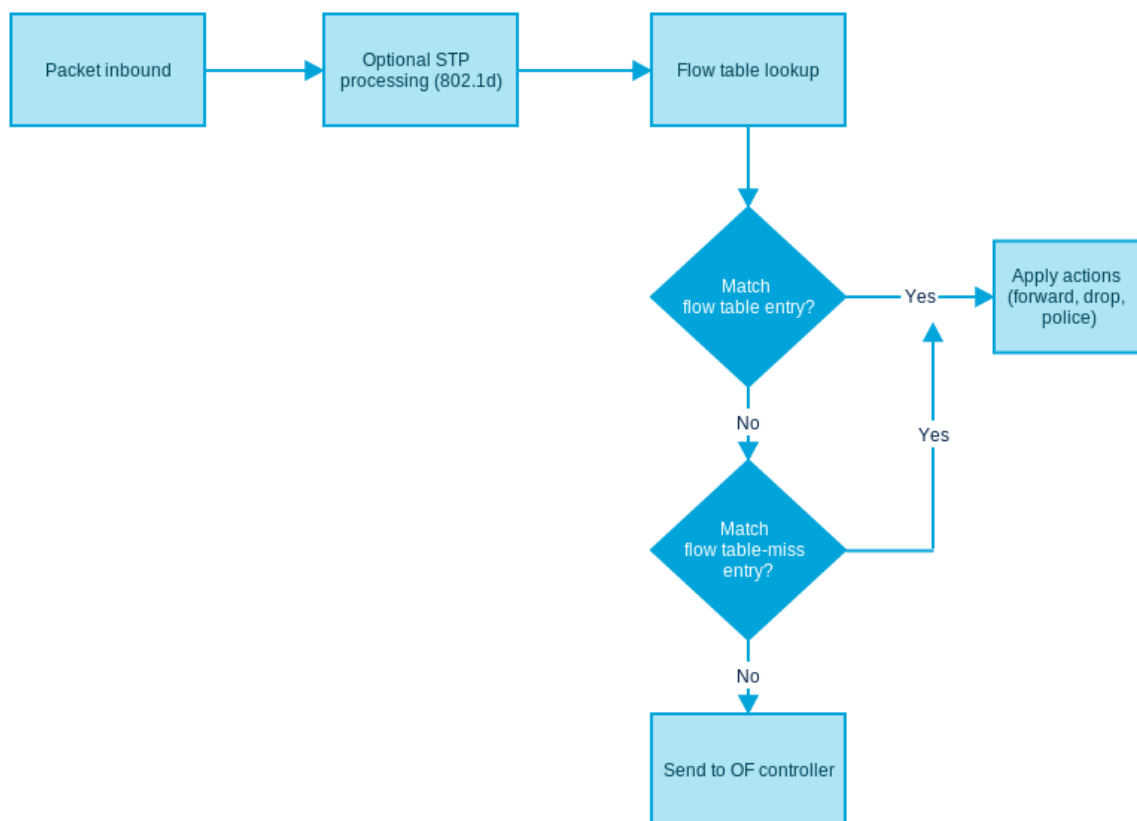 Packet inbound
Optional STP
processing (802.1d)
Flow table lookup
Match
flow table entry?
Yes
Apply actions
(forward, drop,
police)
No
Yes
Match
flow table-miss
entry?
No
Send to OF controller